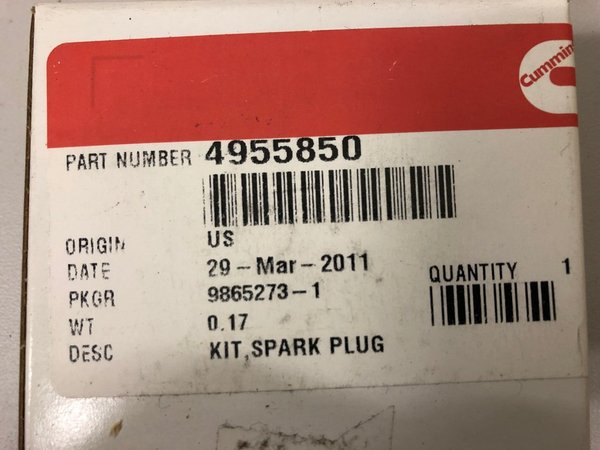 Cummin
PART NUMBER 4955850
ORIGIN US
DATE 29-Mar-2011
QUANTITY 1
PKGR 9865273-1
WT 0.17
DESC KIT,SPARK PLUG